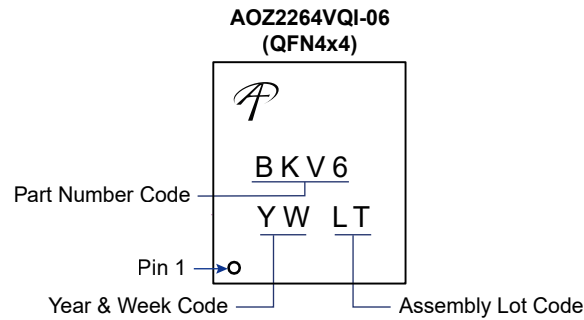 AOZ2264VQI-06
(QFN4x4)
BKV6
Part Number Code
YW LT
Pin 1
Year & Week Code
Assembly Lot Code